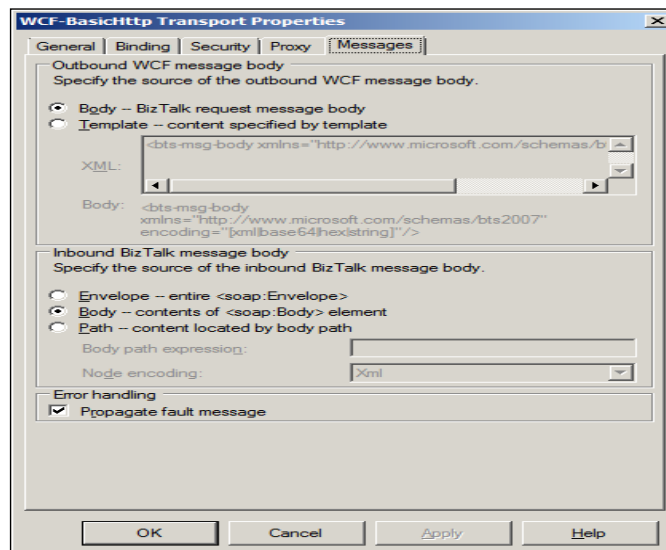 WCF-BasicHttp Transport Properties
General Binding Security Proxy Messages
Outbound WCF message body
Specify the source of the outbound WCF message body.
Body -- BizTalk request message body
Template -- content specified by template
XML:
<bts-msg-body xmlns="http://www.microsoft.com/schemas/b
Body:
<bts-msg-body
xmlns="http://www.microsoft.com/schemas/bts2007"
encoding="[xml|base64|hex|string]"/>
Inbound BizTalk message body
Specify the source of the inbound BizTalk message body.
Envelope -- entire <soap:Envelope>
Body -- contents of <soap:Body> element
Path -- content located by body path
Body path expression:
Node encoding: Xml
Error handling
Propagate fault message
OK Cancel Apply Help